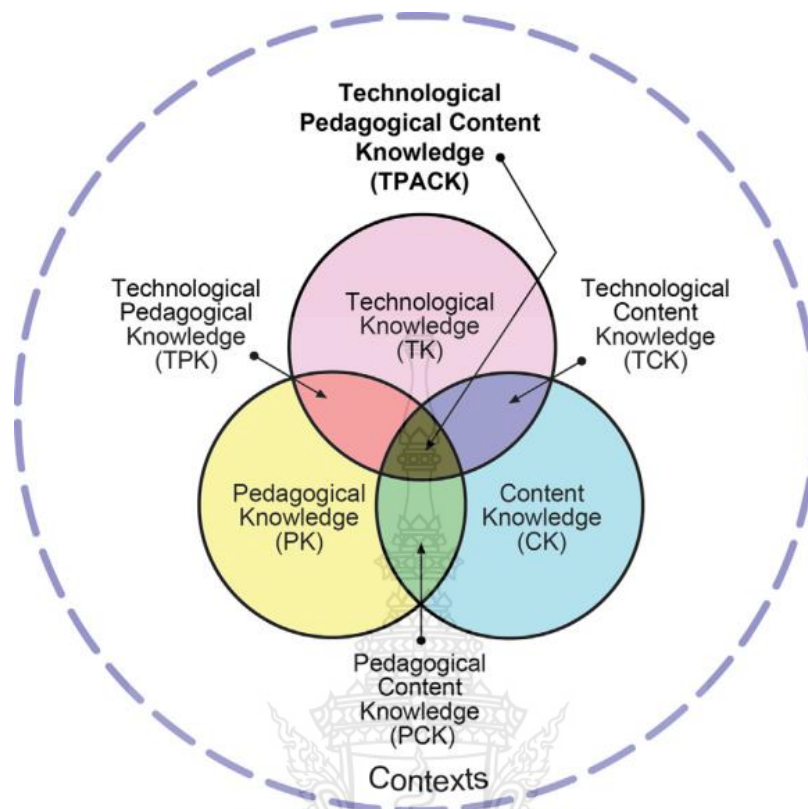 Technological
Pedagogical Content
Knowledge
(TPACK)
Technological
Pedagogical
Knowledge
(TPK)
Technological
Knowledge
(TK)
Technological
Content
Knowledge
(TCK)
Pedagogical
Knowledge
(PK)
Content
Knowledge
(CK)
Pedagogical
Content
Knowledge
(PCK)
Contexts